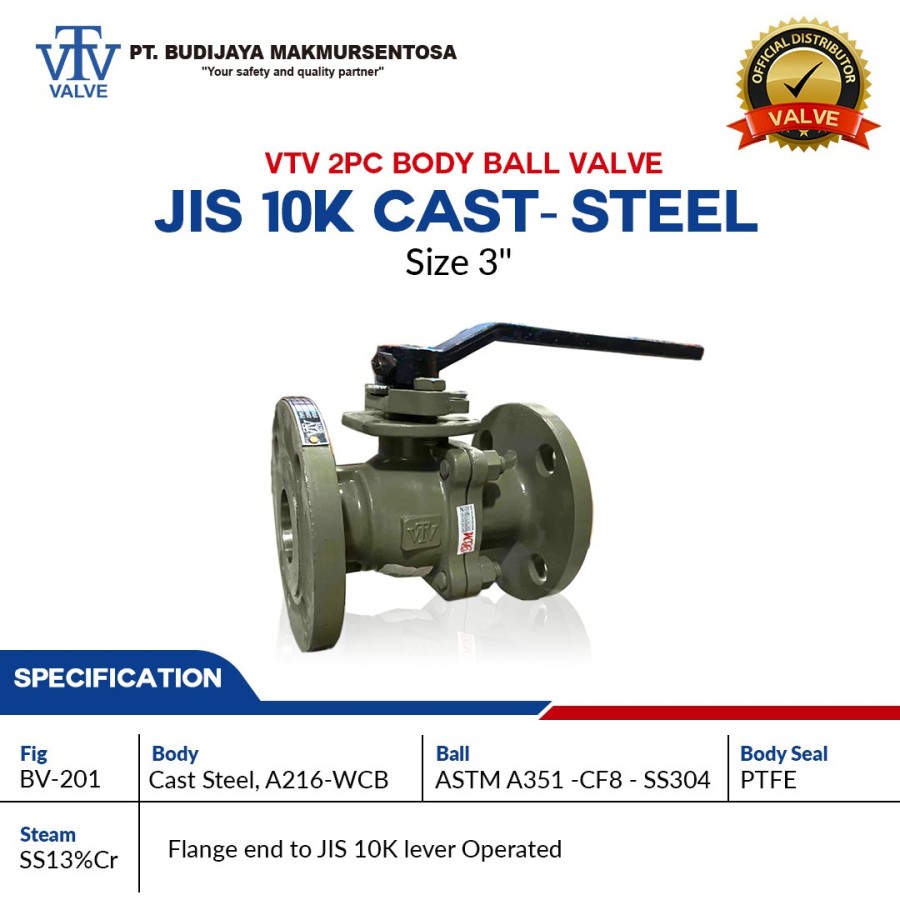 VTV
VALVE
PT. BUDIJAYA MAKMURSENTOSA
"Your safety and quality partner"
OFFICIAL DISTRIBUTOR
VALVE
VTV 2PC BODY BALL VALVE
JIS 10K CAST- STEEL
Size 3"
VTV
VTV
SPECIFICATION
Fig
BV-201
Body
Cast Steel, A216-WCB
Ball
ASTM A351 -CF8 - SS304
Body Seal
PTFE
Steam
SS13%Cr
Flange end to JIS 10K lever Operated